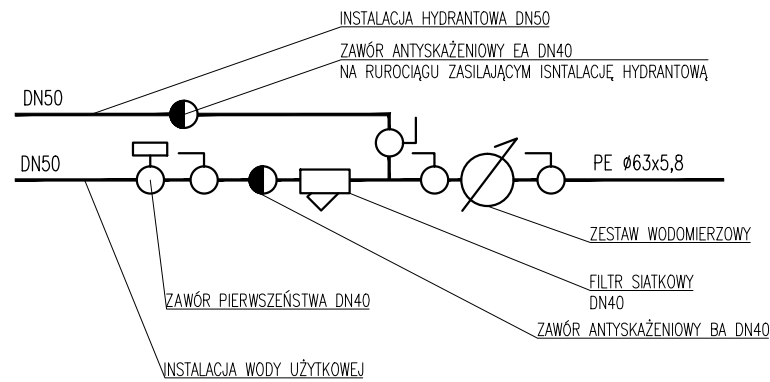 INSTALACJA HYDRANTOWA DN50
ZAWÓR ANTYSKAŻENIOWY EA DN40
NA RUROCIĄGU ZASILAJĄCYM ISNTALACJĘ HYDRANTOWĄ
DN50
DN50
PE Ø63x5,8
ZESTAW WODOMIERZOWY
FILTR SIATKOWY
DN40
ZAWÓR PIERWSZEŃSTWA DN40
ZAWÓR ANTYSKAŻENIOWY BA DN40
INSTALACJA WODY UŻYTKOWEJ